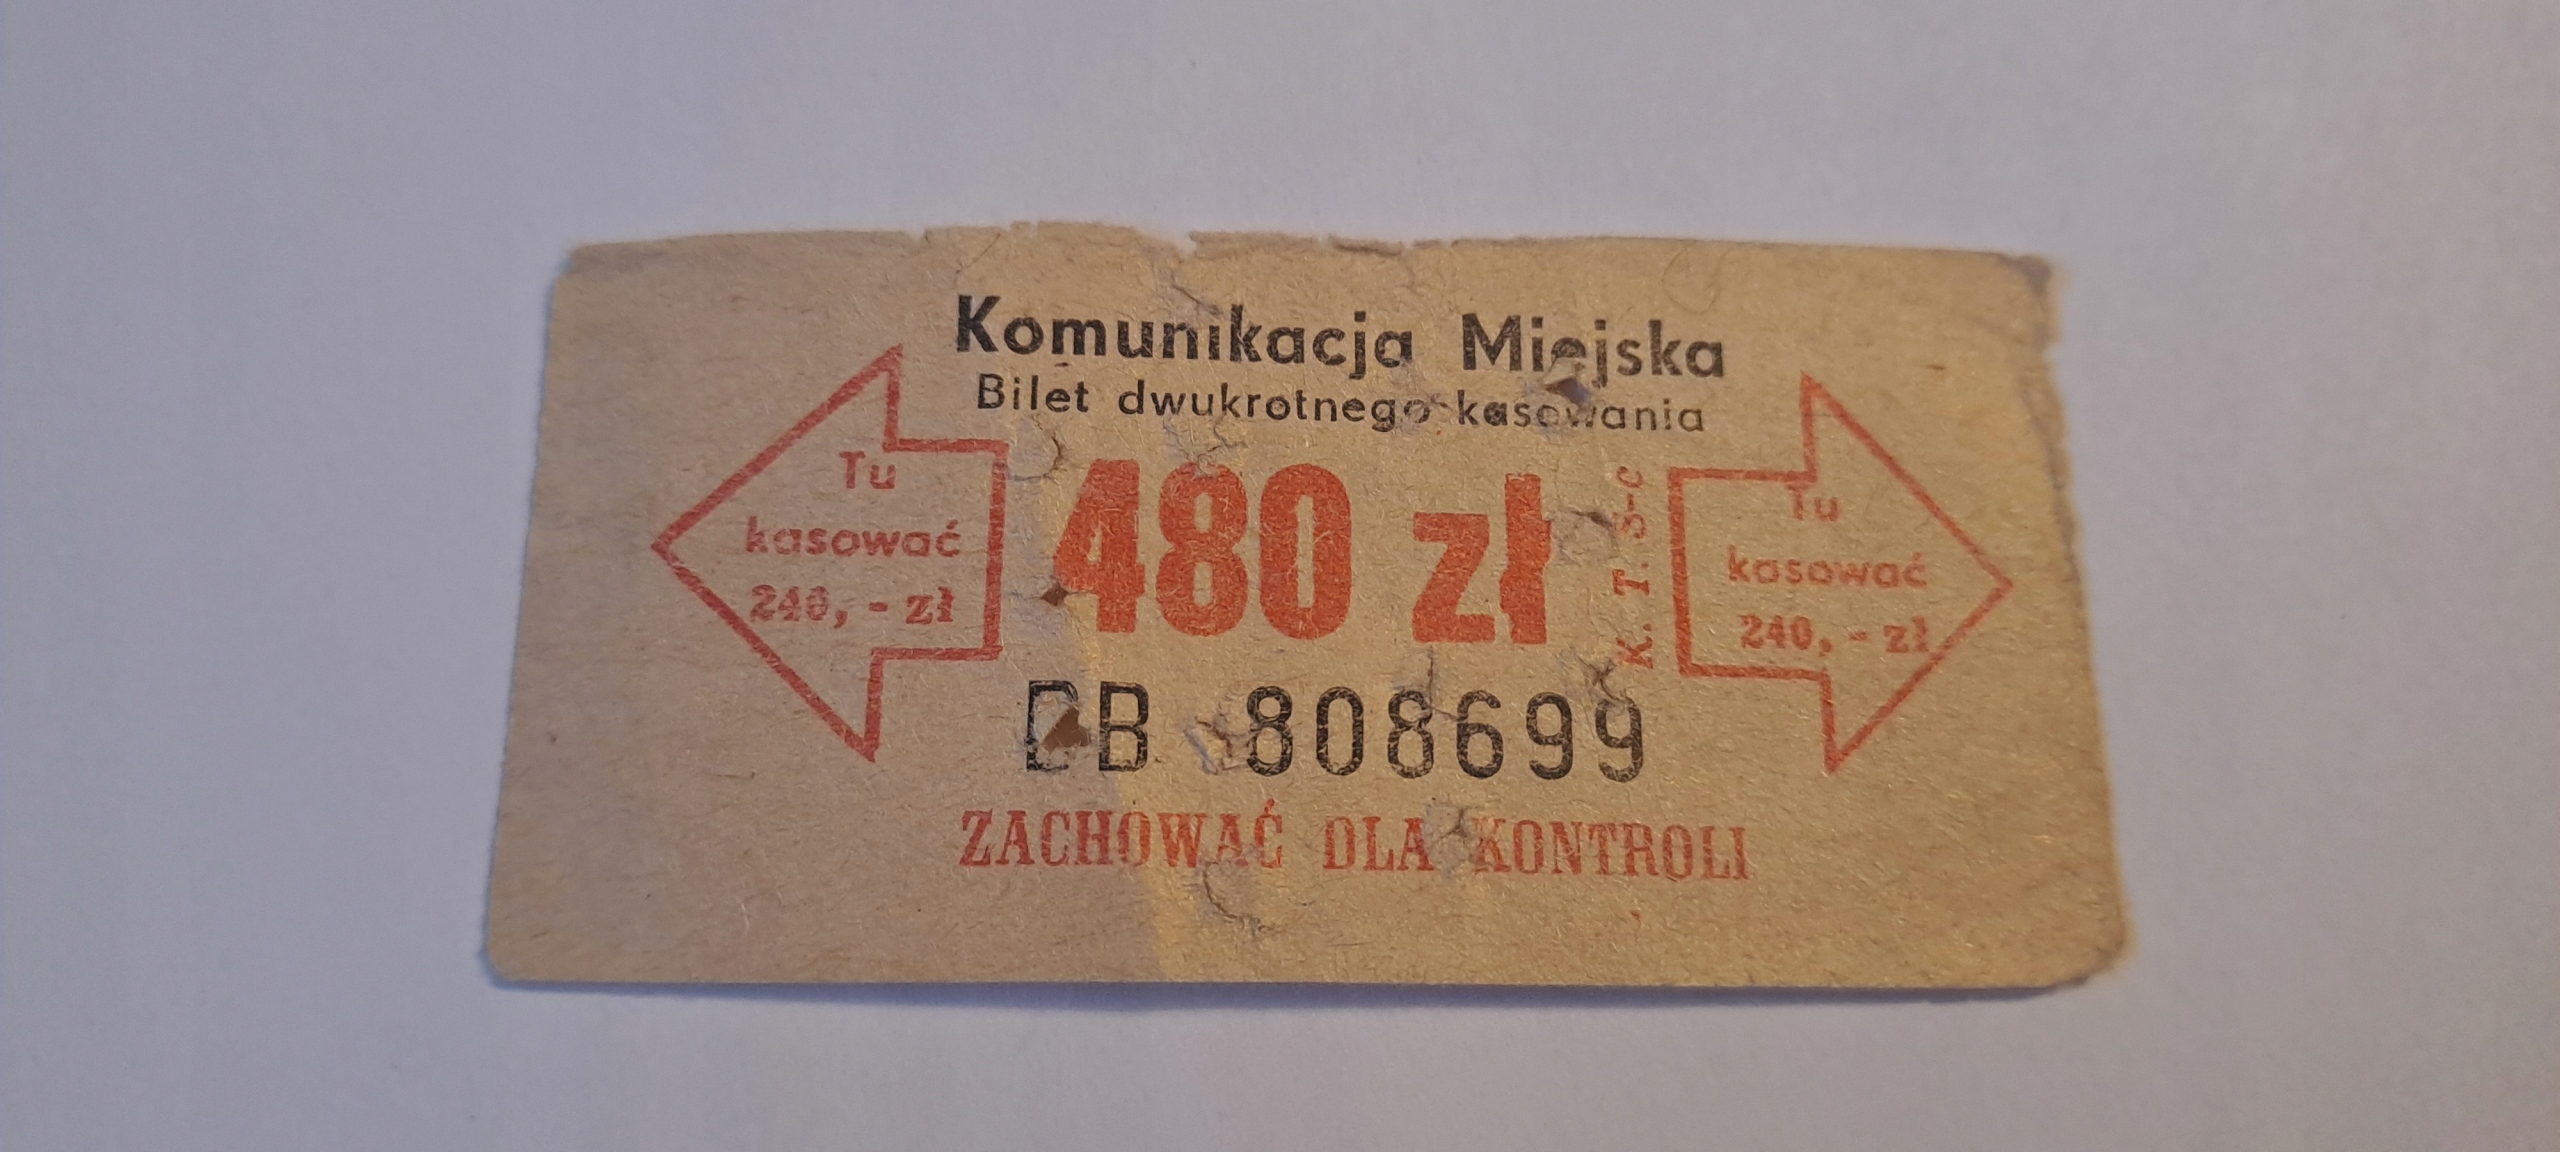 Komunikacja Miejska
Bilet dwukrotnego kasowania
Tu
kasować
240,- zł
480 zł
K. T. S-c
Tu
kasować
240,- zł
BB 808699
ZACHOWAĆ DLA KONTROLI